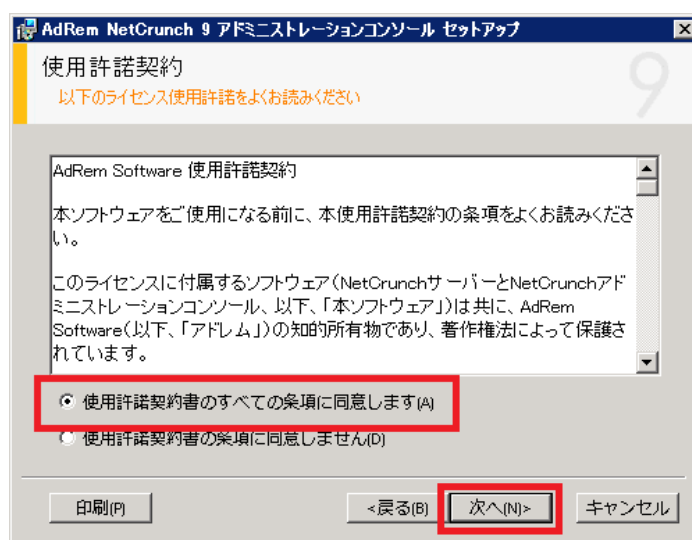 AdRem NetCrunch 9 アドミニストレーションコンソール セットアップ
使用許諾契約
以下のライセンス使用許諾をよくお読みください
9
AdRem Software 使用許諾契約
本ソフトウェアをご使用になる前に、本使用許諾契約の条項をよくお読みくださ
い。
このライセンスに付属するソフトウェア(NetCrunchサーバーとNetCrunchアド
ミニストレーションコンソール、以下、「本ソフトウェア」)は共に、AdRem
Software(以下、「アドレム」)の知的所有物であり、著作権法によって保護さ
れています。
使用許諾契約書のすべての条項に同意します(A)
使用許諾契約書の条項に同意しません(D)
印刷(P)
<戻る(B)
次へ(N)>
キャンセル